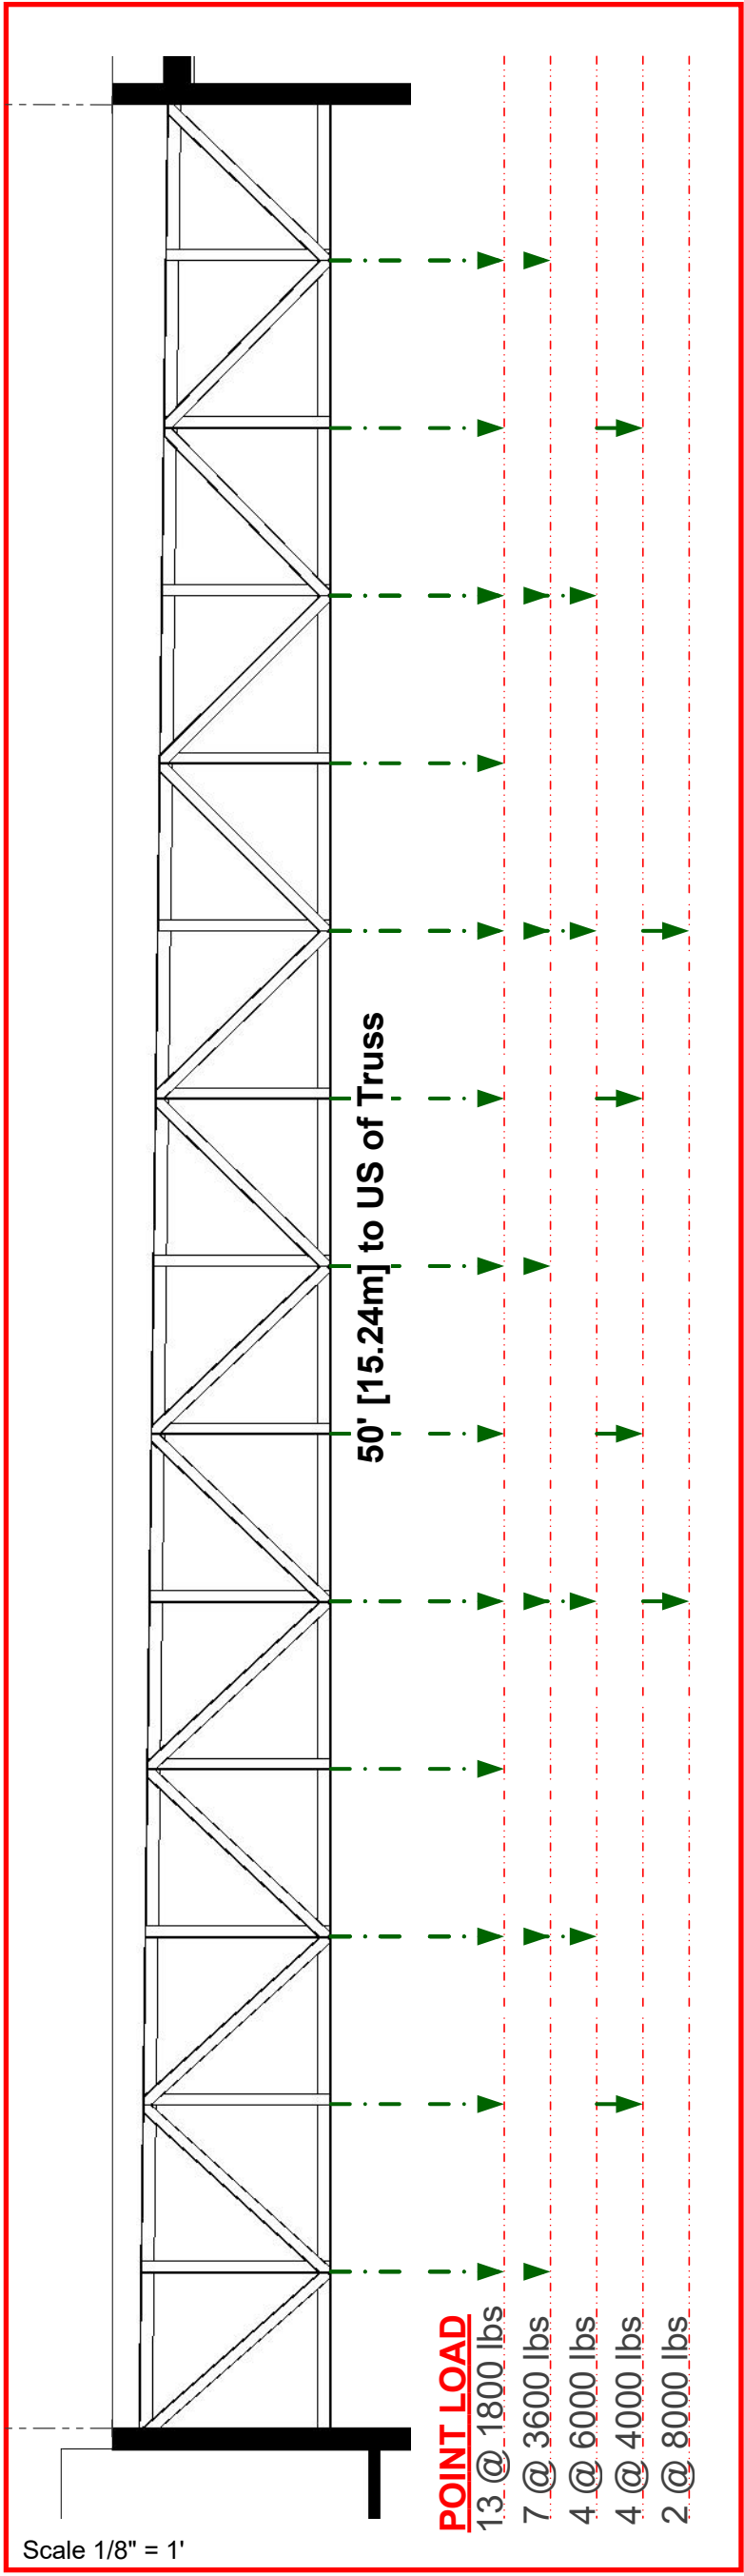 50' [15.24m] to US of Truss
POINT LOAD
13 @ 1800 lbs
7 @ 3600 lbs
4 @ 6000 lbs
4 @ 4000 lbs
2 @ 8000 lbs
Scale 1/8" = 1'